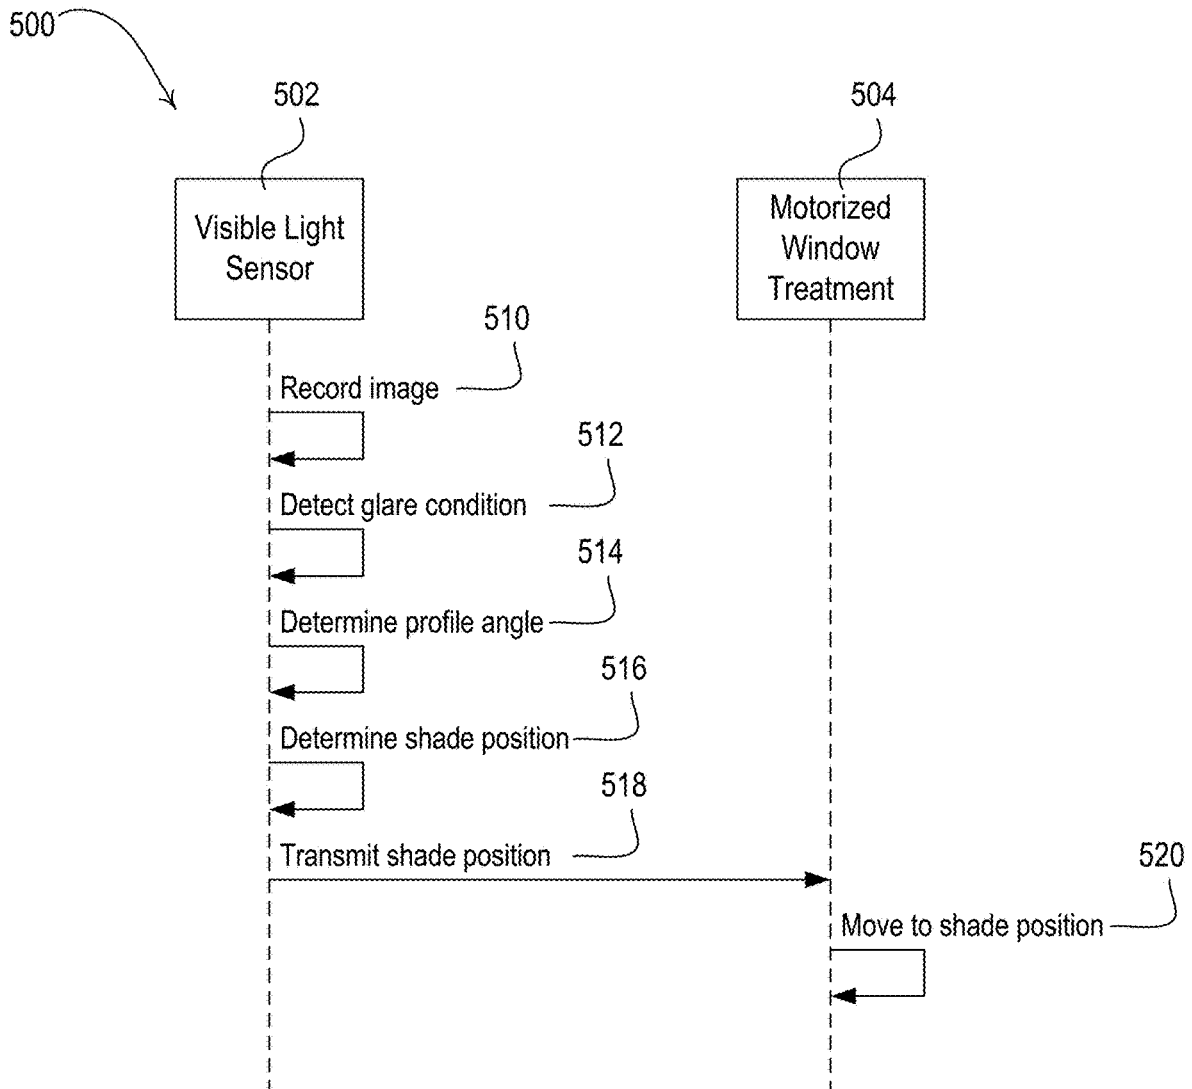 500
502
504
Visible Light
Sensor
Motorized
Window
Treatment
510
Record image
512
Detect glare condition
514
Determine profile angle
516
Determine shade position
518
Transmit shade position
520
Move to shade position